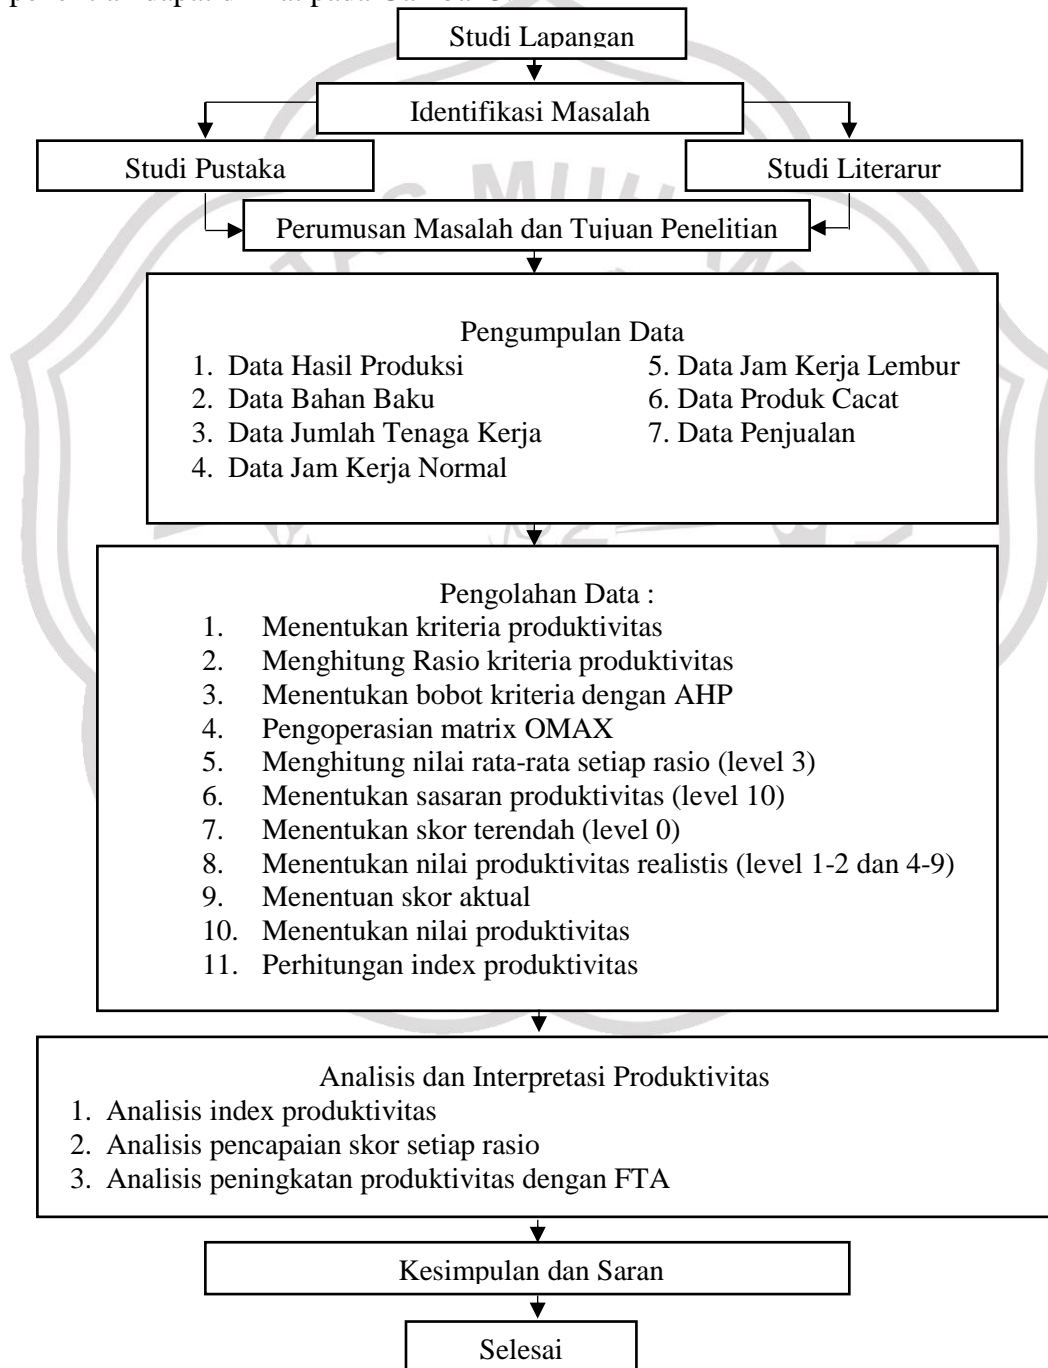 Studi Lapangan
Identifikasi Masalah
Studi Pustaka
Studi Literarur
Perumusan Masalah dan Tujuan Penelitian
Pengumpulan Data
1. Data Hasil Produksi
2. Data Bahan Baku
3. Data Jumlah Tenaga Kerja
4. Data Jam Kerja Normal
5. Data Jam Kerja Lembur
6. Data Produk Cacat
7. Data Penjualan
Pengolahan Data :
1. Menentukan kriteria produktivitas
2. Menghitung Rasio kriteria produktivitas
3. Menentukan bobot kriteria dengan AHP
4. Pengoperasian matrix OMAX
5. Menghitung nilai rata-rata setiap rasio (level 3)
6. Menentukan sasaran produktivitas (level 10)
7. Menentukan skor terendah (level 0)
8. Menentukan nilai produktivitas realistis (level 1-2 dan 4-9)
9. Menentuan skor aktual
10. Menentukan nilai produktivitas
11. Perhitungan index produktivitas
Analisis dan Interpretasi Produktivitas
1. Analisis index produktivitas
2. Analisis pencapaian skor setiap rasio
3. Analisis peningkatan produktivitas dengan FTA
Kesimpulan dan Saran
Selesai